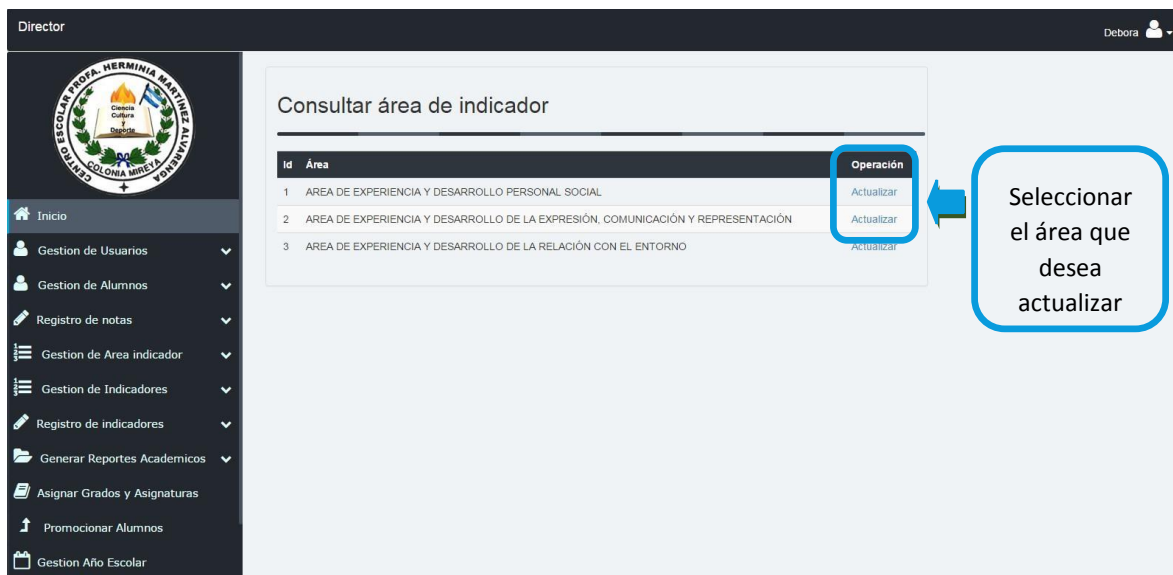 Director
Debora
CENTRO ESCOLAR PROFA. HERMINIA MARTINEZ ALVARENGA
Ciencia
Cultura
y
Deporte
COLONIA MIREYA
Inicio
Gestion de Usuarios
Gestion de Alumnos
Registro de notas
Gestion de Area indicador
Gestion de Indicadores
Registro de indicadores
Generar Reportes Academicos
Asignar Grados y Asignaturas
Promocionar Alumnos
Gestion Año Escolar
Consultar área de indicador
Id Área Operación
1 AREA DE EXPERIENCIA Y DESARROLLO PERSONAL SOCIAL Actualizar
2 AREA DE EXPERIENCIA Y DESARROLLO DE LA EXPRESIÓN, COMUNICACIÓN Y REPRESENTACIÓN Actualizar
3 AREA DE EXPERIENCIA Y DESARROLLO DE LA RELACIÓN CON EL ENTORNO Actualizar
Seleccionar
el área que
desea
actualizar